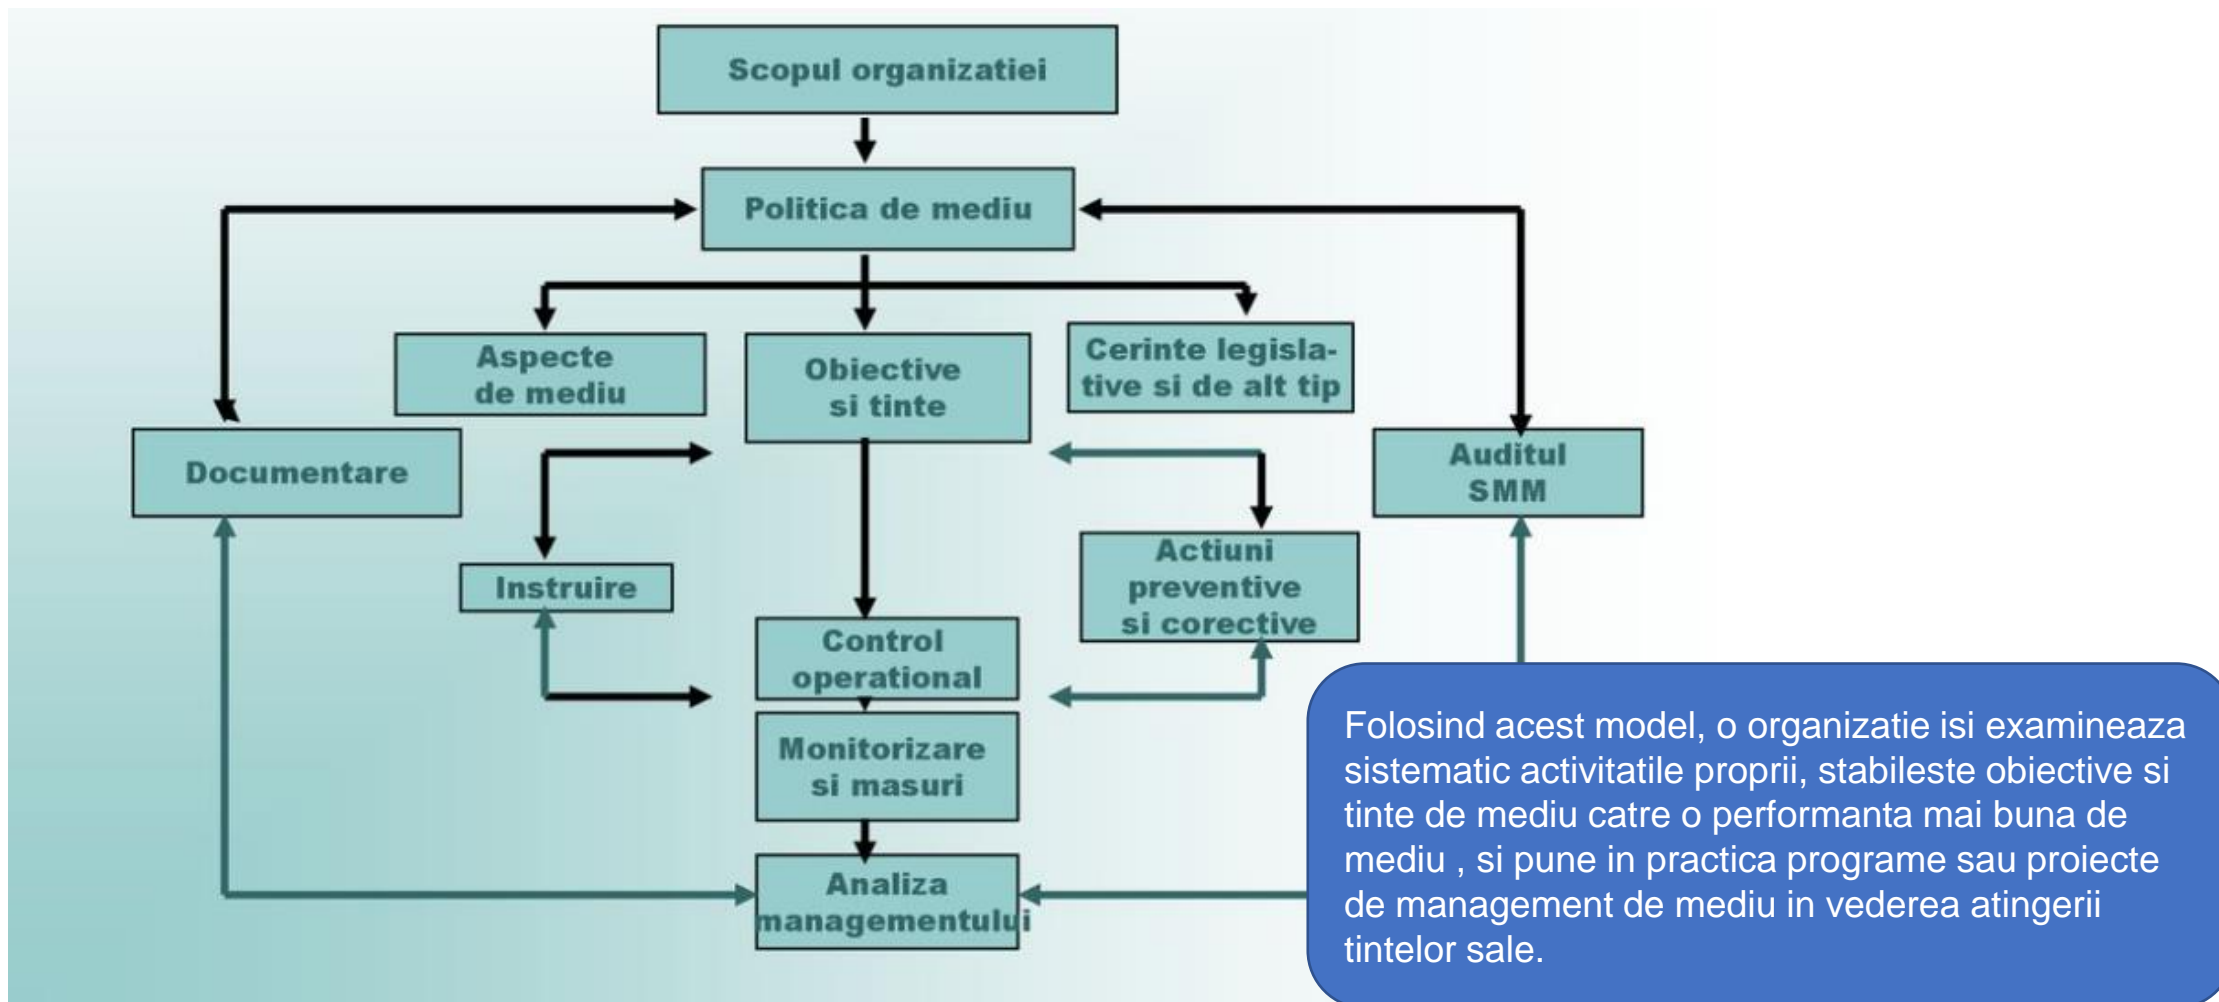 Scopul organizatiei
Politica de mediu
Aspecte
de mediu
Obiective
si tinte
Cerinte legisla-
tive si de alt tip
Documentare
Auditul
SMM
Instruire
Actiuni
preventive
si corective
Control
operational
Monitorizare
si masuri
Analiza
managementului
Folosind acest model, o organizatie isi examineaza
sistematic activitatile proprii, stabileste obiective si
tinte de mediu catre o performanta mai buna de
mediu , si pune in practica programe sau proiecte
de management de mediu in vederea atingerii
tintelor sale.